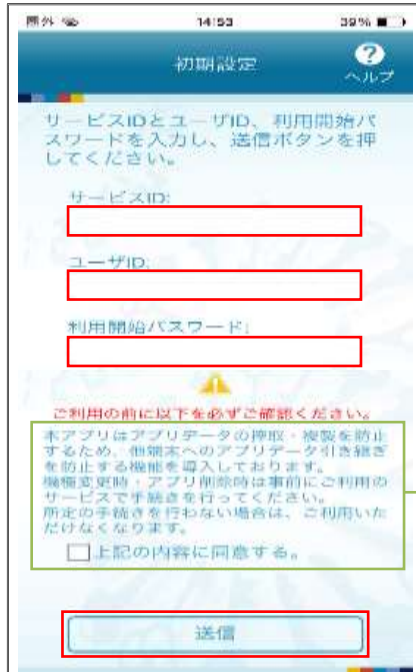 圏外 14:53 39%
初期設定
?
ヘルプ
サービスIDとユーザID、利用開始パ
スワードを入力し、送信ボタンを押
してください。
サービスID:
ユーザID:
利用開始パスワード:
ご利用の前に以下を必ずご確認ください。
本アプリはアプリデータの搾取・複製を防止
するため、他端末へのアプリデータ引き継ぎ
を防止する機能を導入しております。
機種変更時・アプリ削除時は事前にご利用の
サービスで手続きを行ってください。
所定の手続きを行わない場合は、ご利用いた
だけなくなります。
上記の内容に同意する。
送信